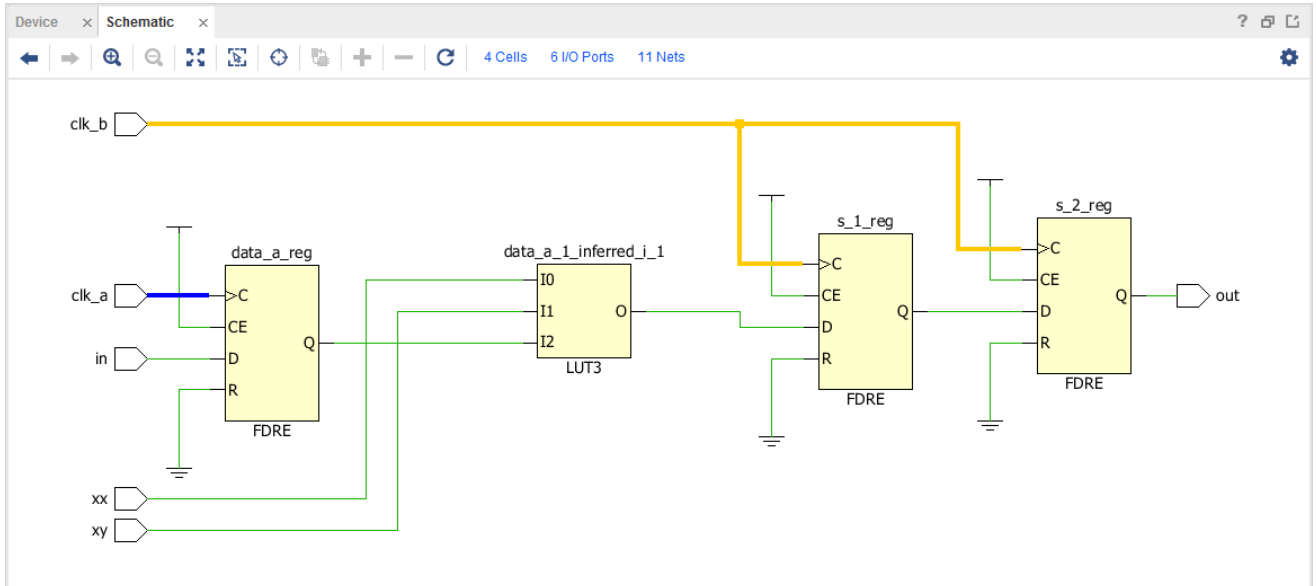 Device × Schematic × ?
4 Cells 6 I/O Ports 11 Nets
clk_b
s_2_reg
s_1_reg
data_a_reg
data_a_1_inferred_i_1
C
C
I0
clk_a
C
CE
CE
Q
out
I1
O
Q
CE
D
D
Q
I2
R
in
D
R
LUT3
FDRE
R
FDRE
FDRE
xx
xy